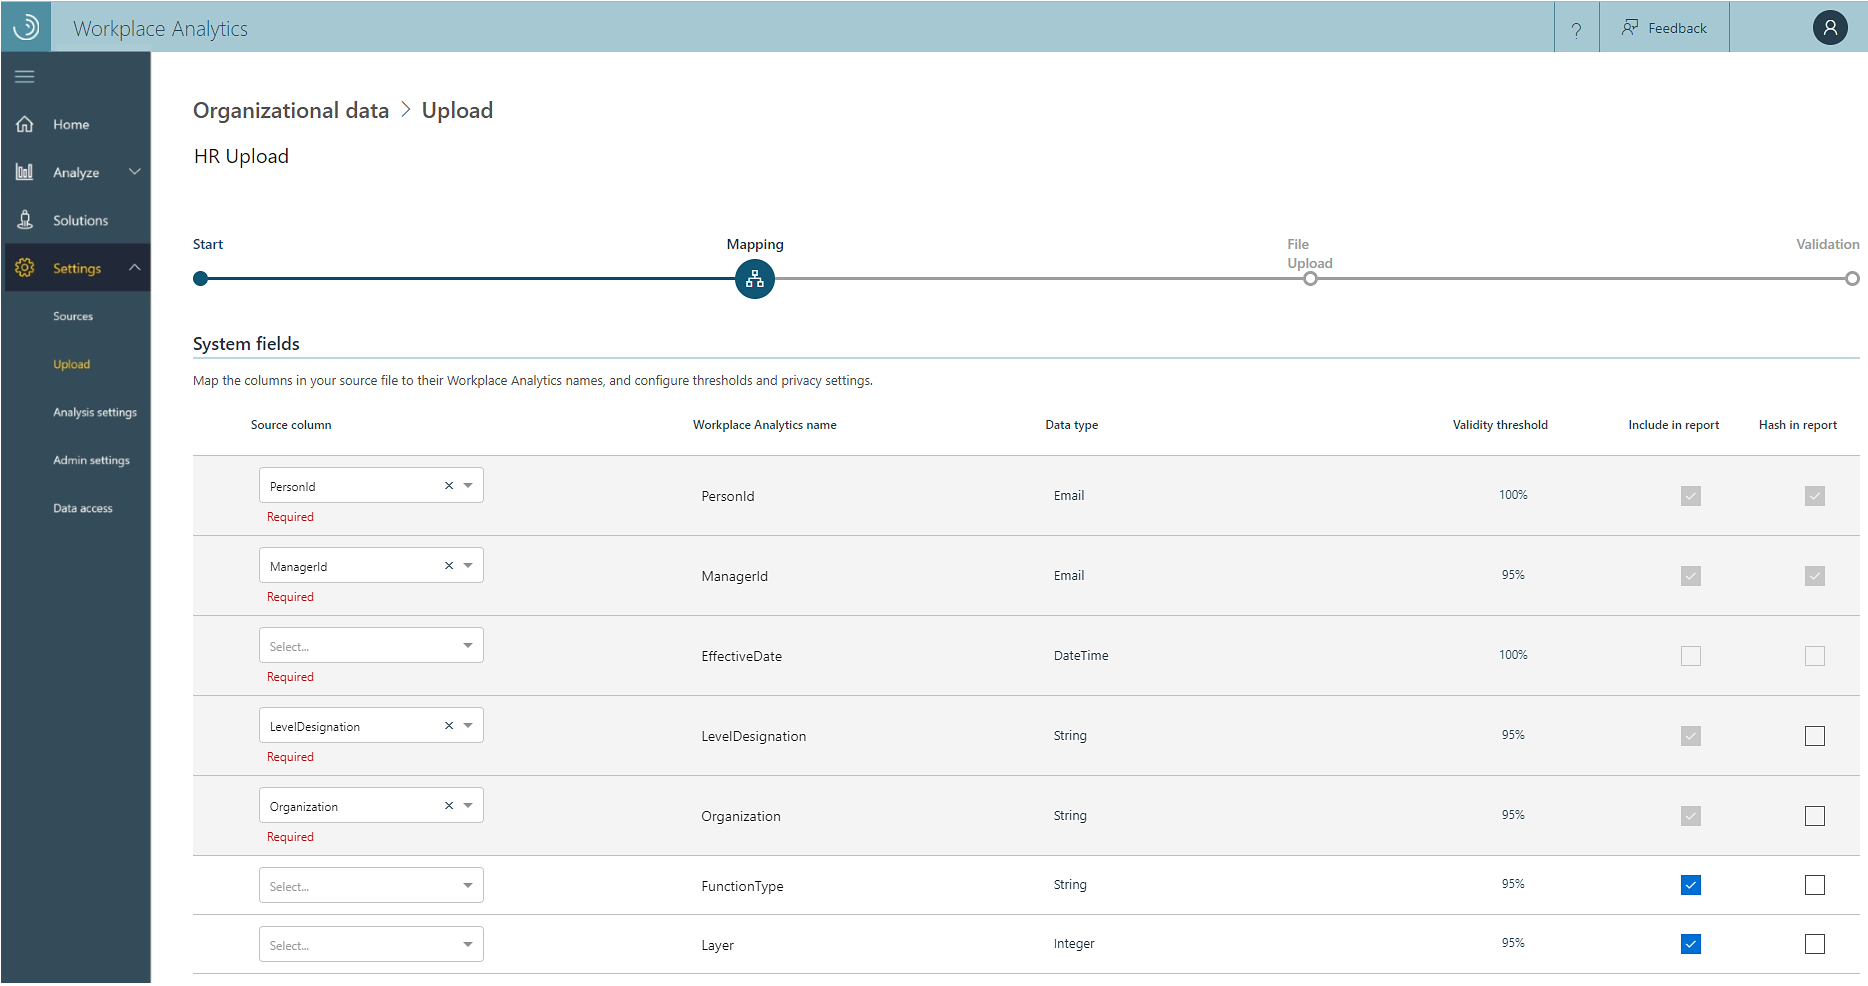 Workplace Analytics
?
Feedback
Home
Analyze
Solutions
Settings
Sources
Upload
Analysis settings
Admin settings
Data access
Organizational data > Upload
HR Upload
Start
Mapping
File
Upload
Validation
System fields
Map the columns in your source file to their Workplace Analytics names, and configure thresholds and privacy settings.
Source column Workplace Analytics name Data type Validity threshold Include in report Hash in report
PersonId PersonId Email 100%
Required
ManagerId ManagerId Email 95%
Required
Select... EffectiveDate DateTime 100%
Required
LevelDesignation LevelDesignation String 95%
Required
Organization Organization String 95%
Required
Select... FunctionType String 95%
Select... Layer Integer 95%